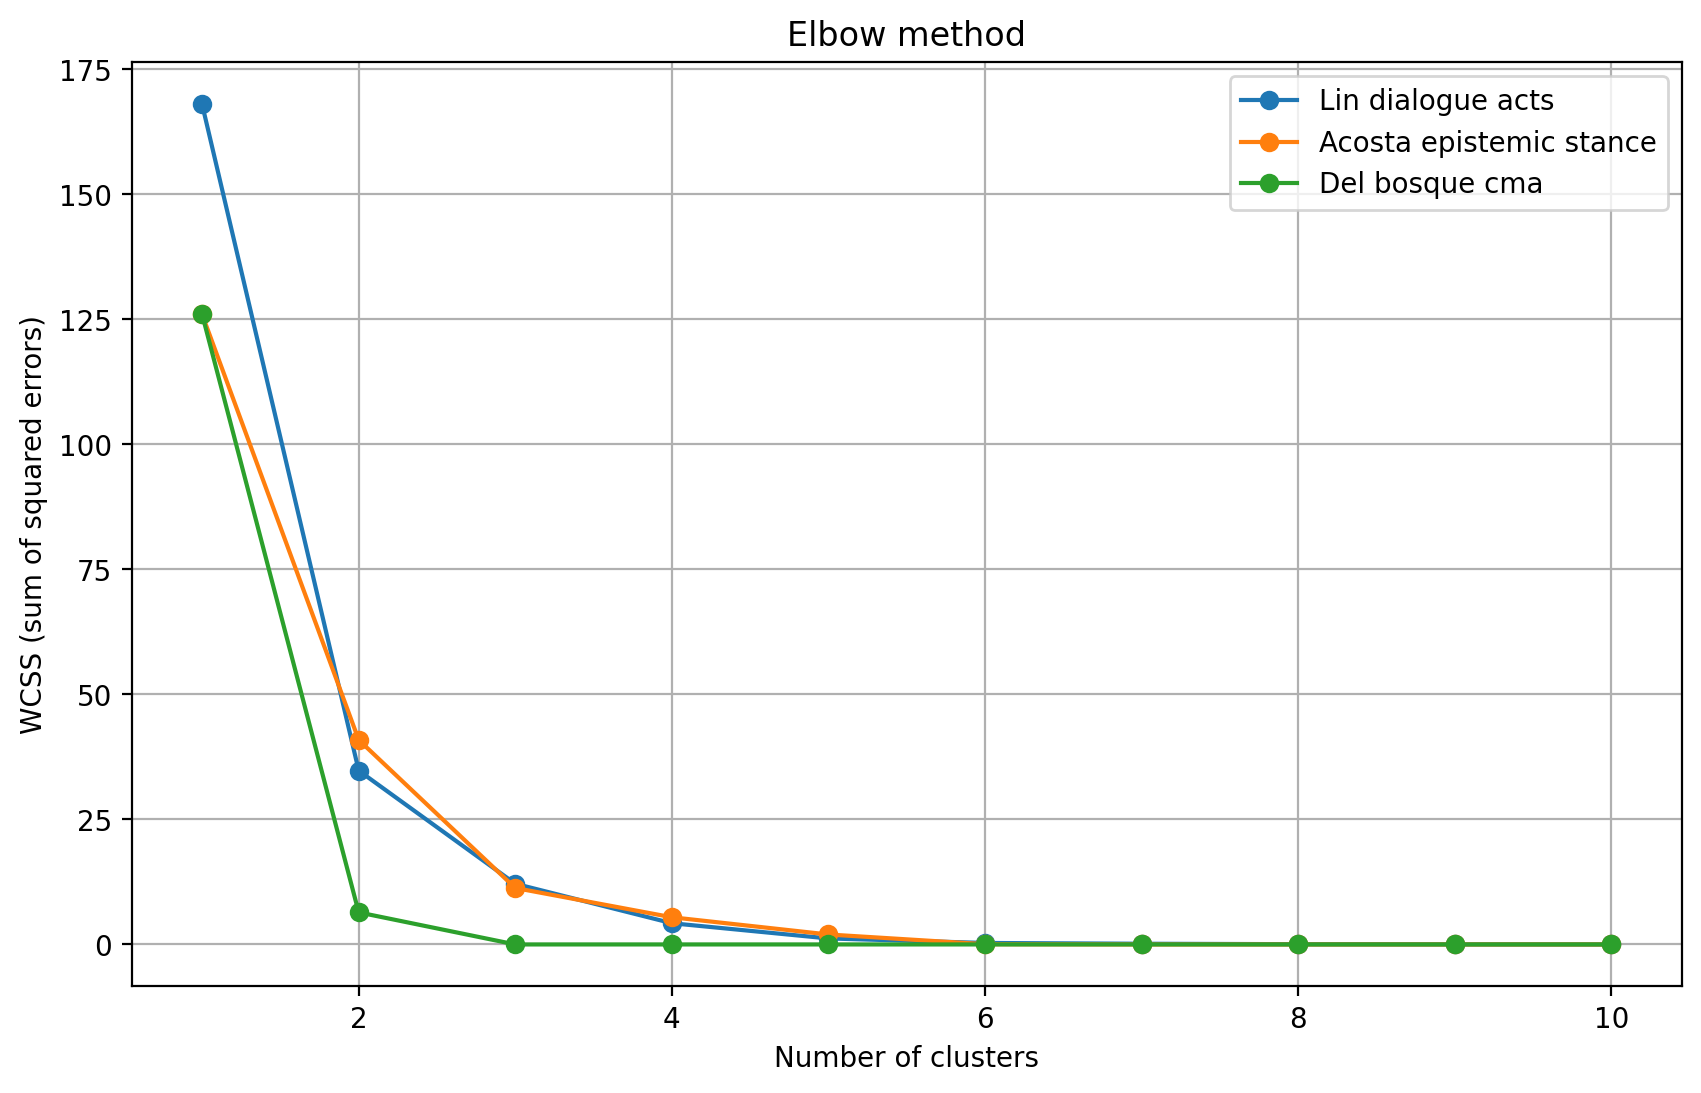 Elbow method
175
150
125
100
75
50
25
0
WCSS (sum of squared errors)
Lin dialogue acts
Acosta epistemic stance
Del bosque cma
2 4 6 8 10
Number of clusters